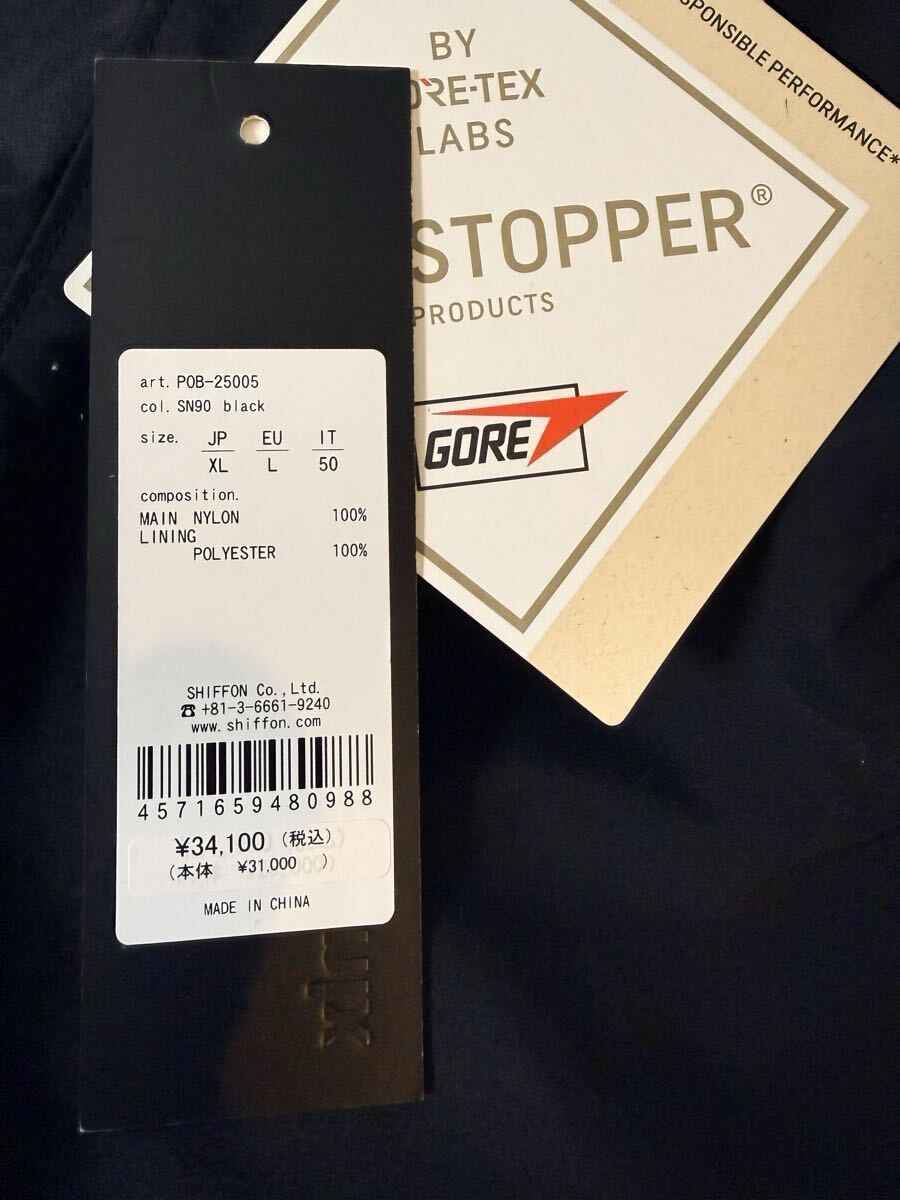 BY
ORE-TEX
LABS
STOPPER®
PRODUCTS
GORE
SPONSIBLE PERFORMANCE*
art. POB-25005
col. SN90 black
size. JP EU IT
XL L 50
composition.
MAIN NYLON 100%
LINING
POLYESTER 100%
SHIFFON Co.,Ltd.
☎ +81-3-6661-9240
www.shiffon.com
4571659480988
¥34,100 (税込)
(本体 ¥31,000 )
MADE IN CHINA